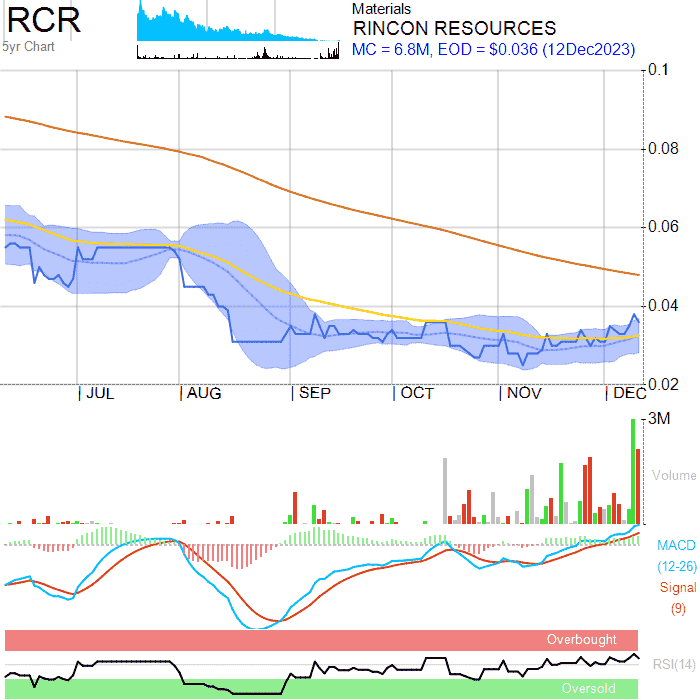 RCR
5yr Chart
Materials
RINCON RESOURCES
MC = 6.8M, EOD = $0.036 (12Dec2023)
0.1
0.08
0.06
0.04
0.02
JUL
AUG
SEP
OCT
NOV
DEC
3M
Volume
MACD
(12-26)
Signal
(9)
Overbought
RSI(14)
Oversold